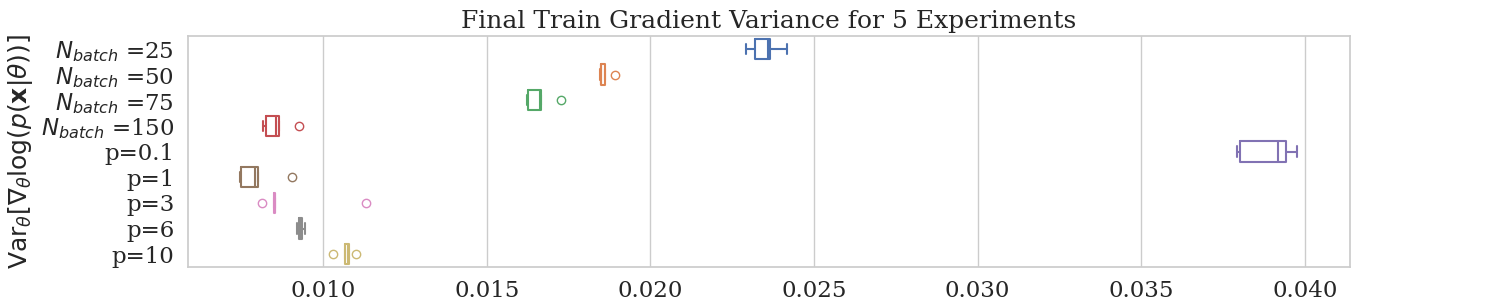 Final Train Gradient Variance for 5 Experiments
Var_θ[∇_θ log(p(x|θ))]
N_batch =25
N_batch =50
N_batch =75
N_batch =150
p=0.1
p=1
p=3
p=6
p=10
0.010 0.015 0.020 0.025 0.030 0.035 0.040